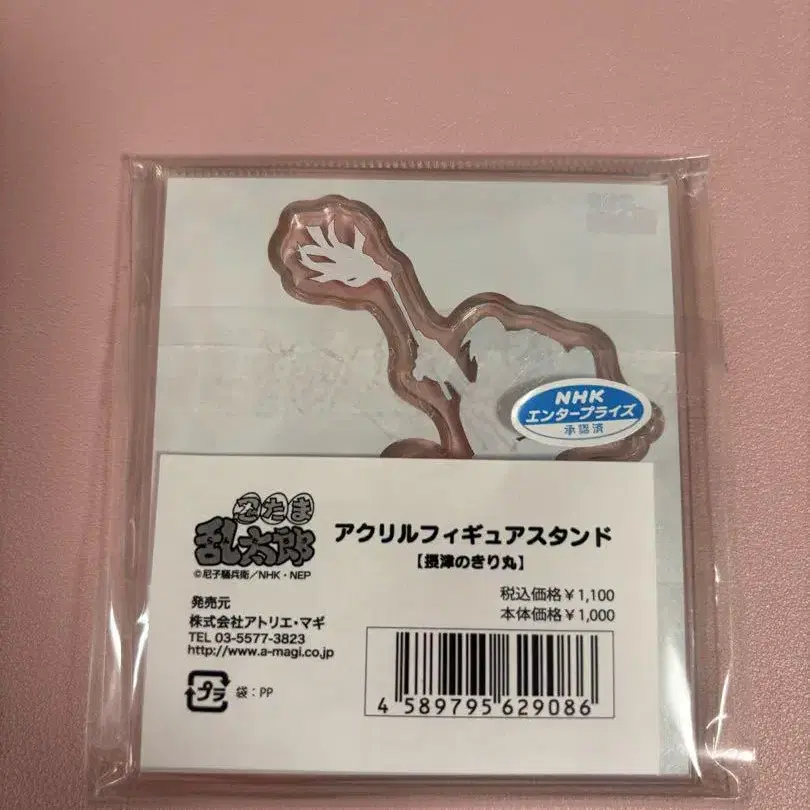 NHK
エンタープライズ
承認済
忍たま
乱太郎
©尼子騒兵衛/NHK・NEP
アクリルフィギュアスタンド
【摂津のきり丸】
税込価格￥1,100
本体価格￥1,000
発売元
株式会社アトリエ・マギ
TEL 03-5577-3823
http://www.a-magi.co.jp
プラ 袋：PP
4 589795 629086